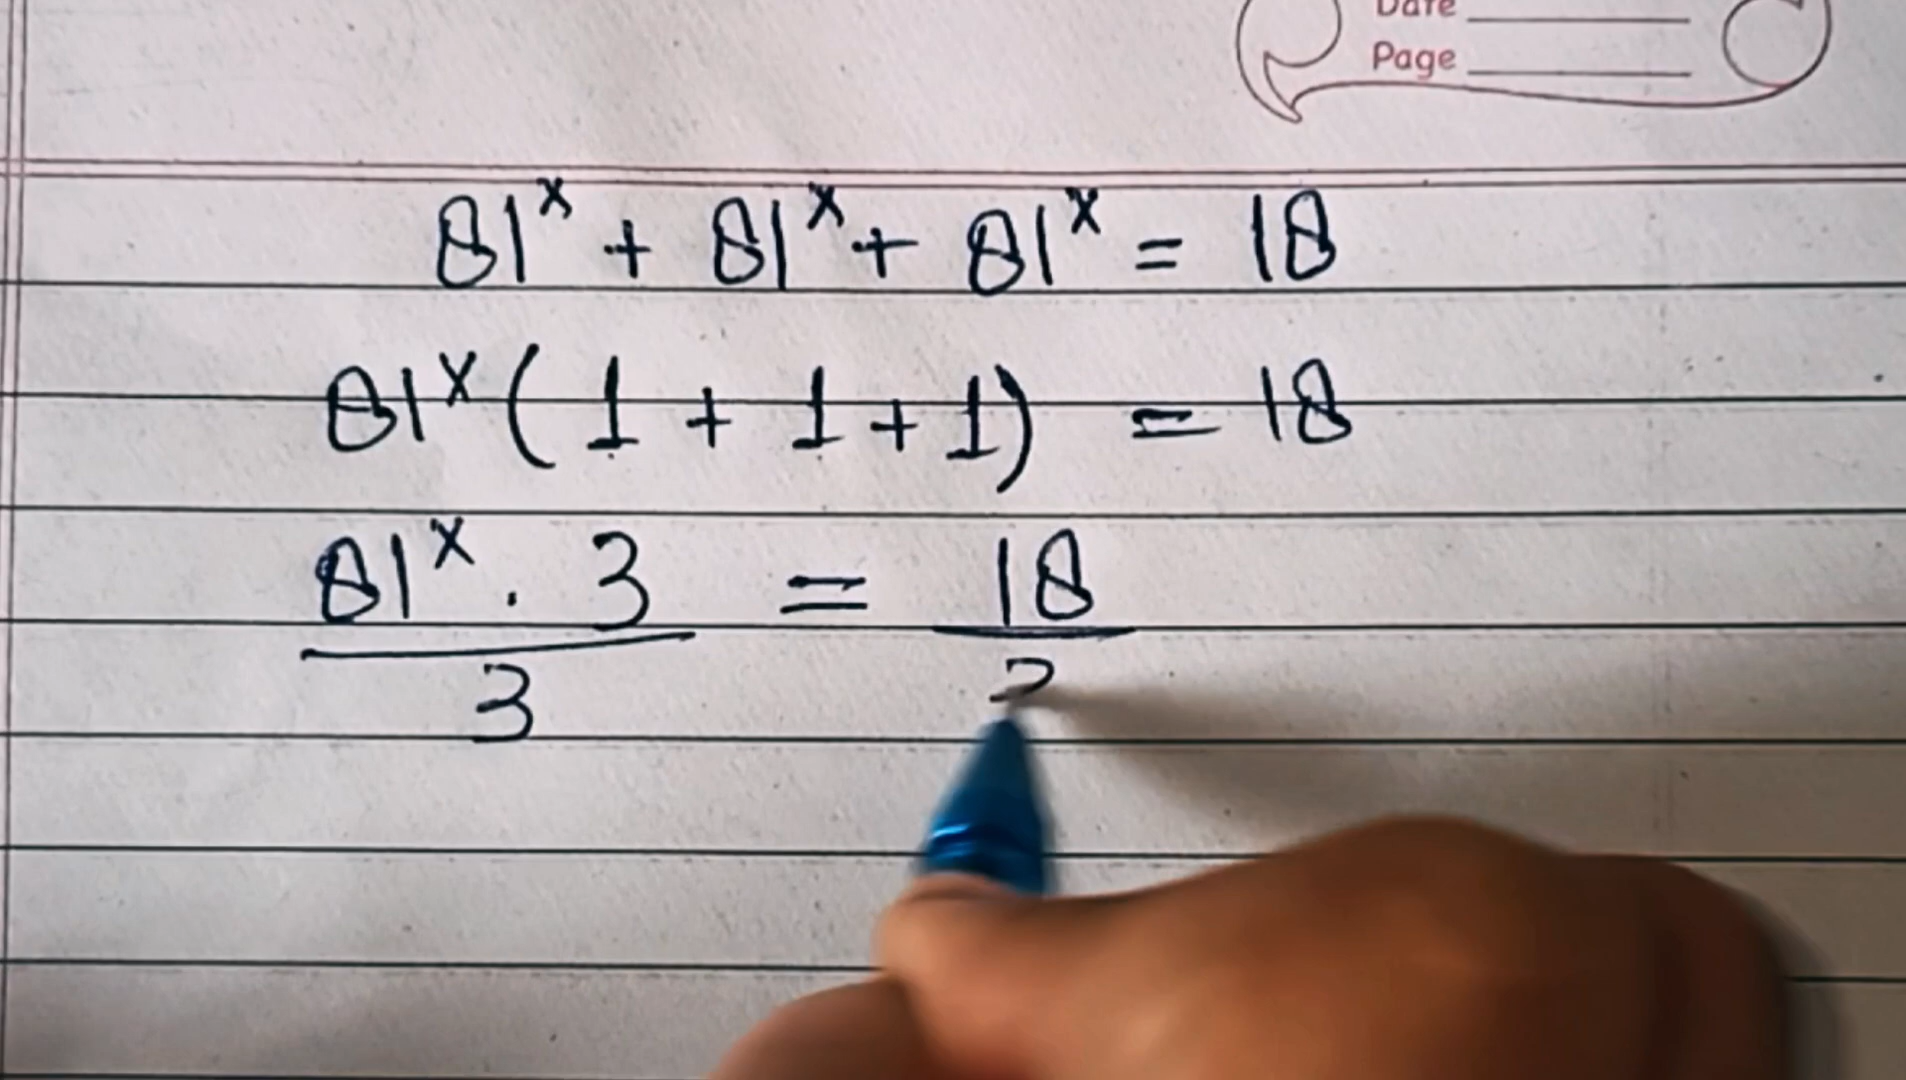 Date
Page
81^x + 81^x + 81^x = 18
81^x ( 1 + 1 + 1 ) = 18
81^x . 3 = 18
3